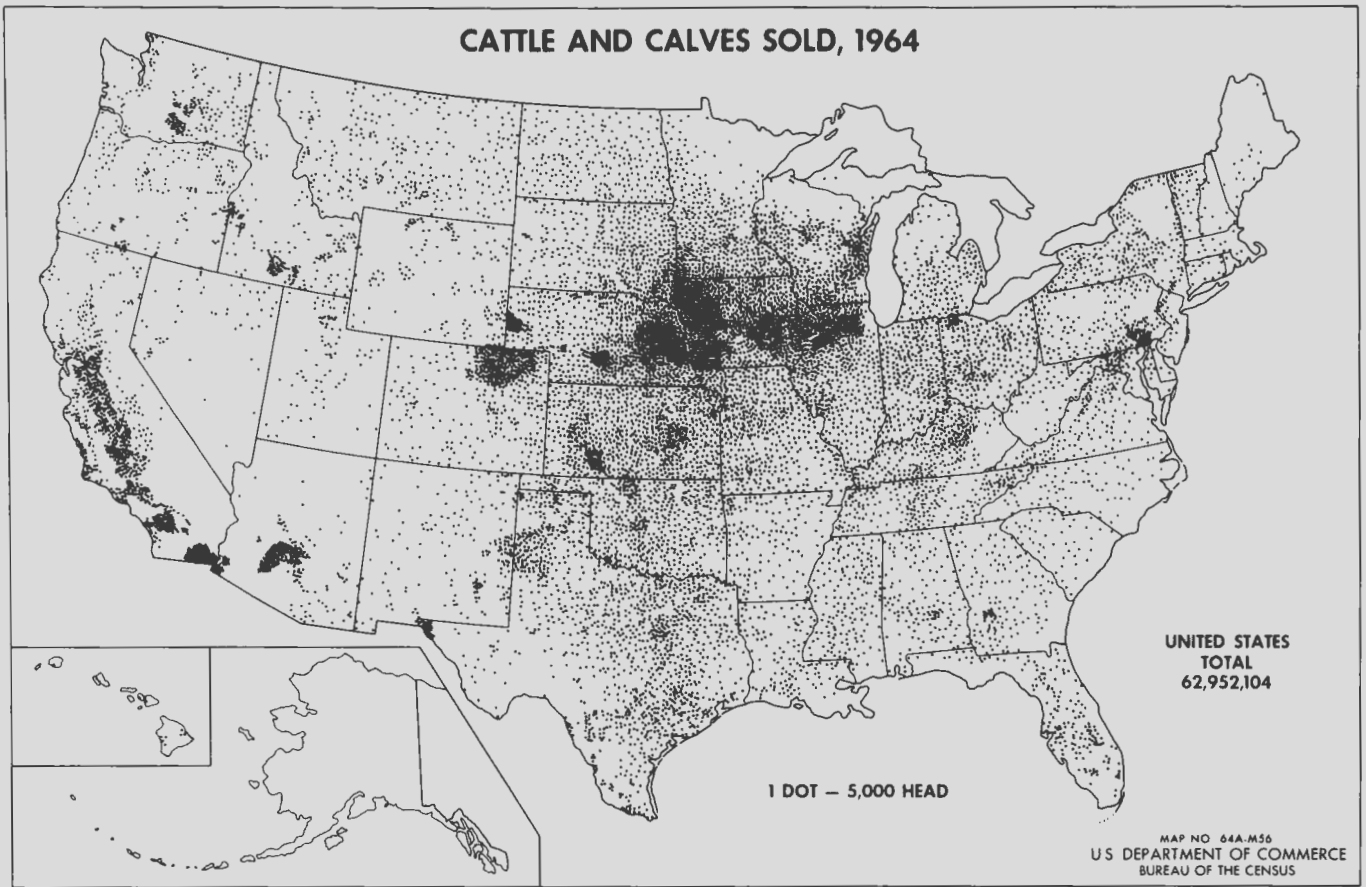 CATTLE AND CALVES SOLD, 1964
UNITED STATES
TOTAL
62,952,104
1 DOT – 5,000 HEAD
MAP NO 64A-M56
U S DEPARTMENT OF COMMERCE
BUREAU OF THE CENSUS